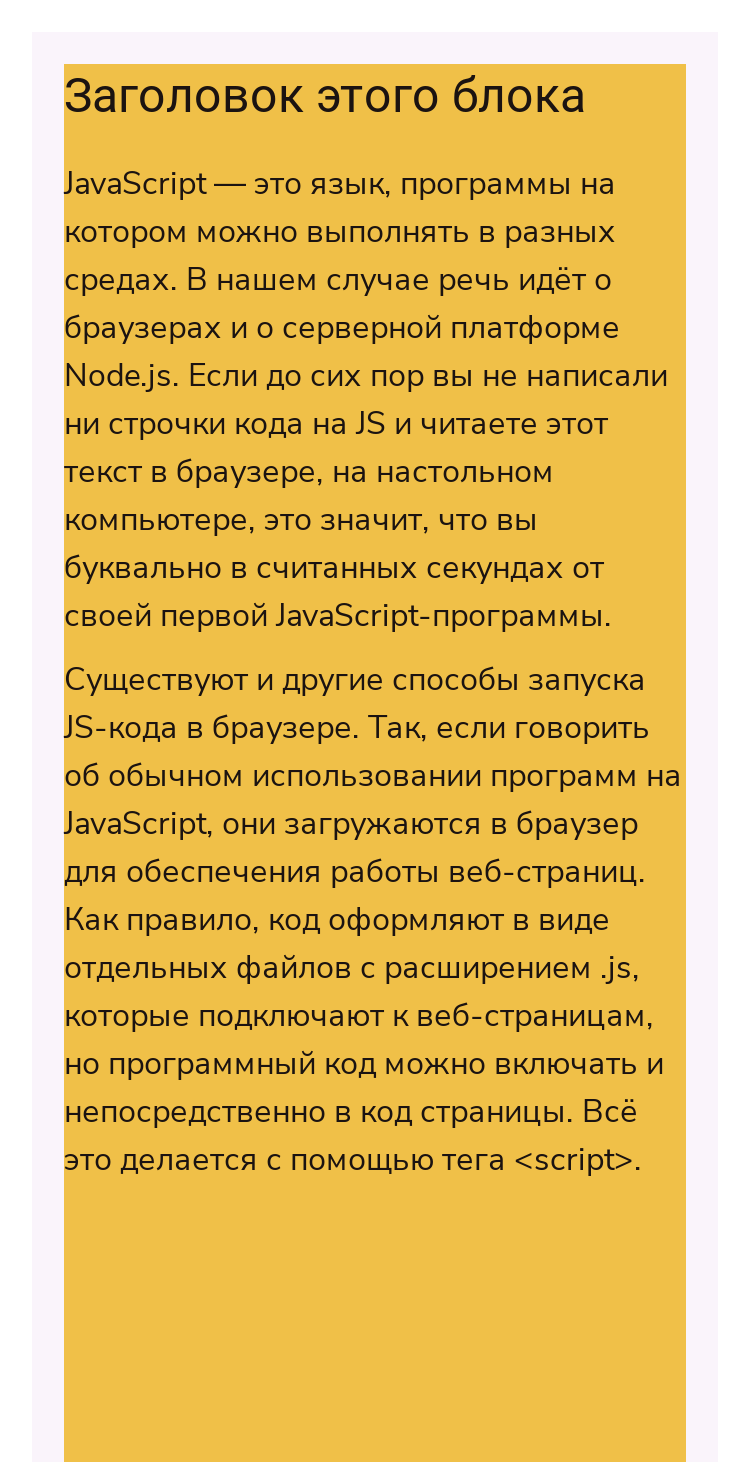 Заголовок этого блока
JavaScript — это язык, программы на
котором можно выполнять в разных
средах. В нашем случае речь идёт о
браузерах и о серверной платформе
Node.js. Если до сих пор вы не написали
ни строчки кода на JS и читаете этот
текст в браузере, на настольном
компьютере, это значит, что вы
буквально в считанных секундах от
своей первой JavaScript-программы.
Существуют и другие способы запуска
JS-кода в браузере. Так, если говорить
об обычном использовании программ на
JavaScript, они загружаются в браузер
для обеспечения работы веб-страниц.
Как правило, код оформляют в виде
отдельных файлов с расширением .js,
которые подключают к веб-страницам,
но программный код можно включать и
непосредственно в код страницы. Всё
это делается с помощью тега <script>.